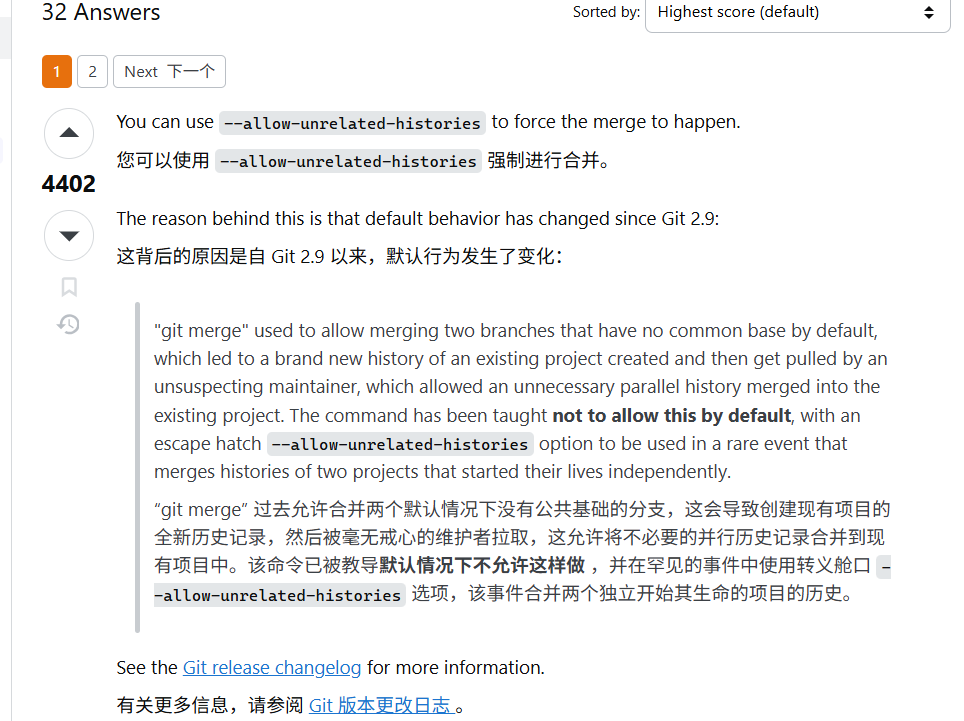 32 Answers
Sorted by: Highest score (default)
1 2 Next 下一个
You can use --allow-unrelated-histories to force the merge to happen.
您可以使用 --allow-unrelated-histories 强制进行合并。
4402
The reason behind this is that default behavior has changed since Git 2.9:
这背后的原因是自 Git 2.9 以来，默认行为发生了变化：
"git merge" used to allow merging two branches that have no common base by default,
which led to a brand new history of an existing project created and then get pulled by an
unsuspecting maintainer, which allowed an unnecessary parallel history merged into the
existing project. The command has been taught not to allow this by default, with an
escape hatch --allow-unrelated-histories option to be used in a rare event that
merges histories of two projects that started their lives independently.
“git merge” 过去允许合并两个默认情况下没有公共基础的分支，这会导致创建现有项目的
全新历史记录，然后被毫无戒心的维护者拉取，这允许将不必要的并行历史记录合并到现
有项目中。该命令已被教导默认情况下不允许这样做 ，并在罕见的事件中使用转义舱口 -
-allow-unrelated-histories 选项，该事件合并两个独立开始其生命的项目的历史。
See the Git release changelog for more information.
有关更多信息，请参阅 Git 版本更改日志 。